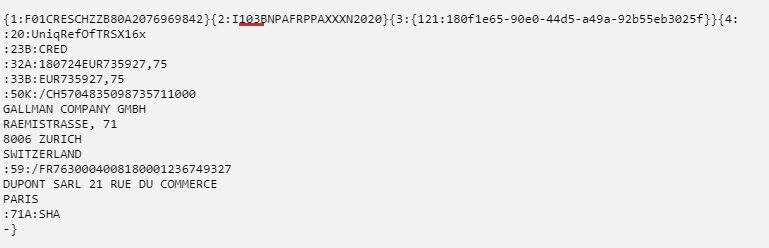 {1:F01CRESCHZZB80A2076969842}{2:I103BNPAFRPPAXXXN2020}{3:{121:180f1e65-90e0-44d5-a49a-92b55eb3025f}}{4:
:20:UniqRefOfTRSX16x
:23B:CRED
:32A:180724EUR735927,75
:33B:EUR735927,75
:50K:/CH5704835098735711000
GALLMAN COMPANY GMBH
RAEMISTRASSE, 71
8006 ZURICH
SWITZERLAND
:59:/FR7630004008180001236749327
DUPONT SARL 21 RUE DU COMMERCE
PARIS
:71A:SHA
-}